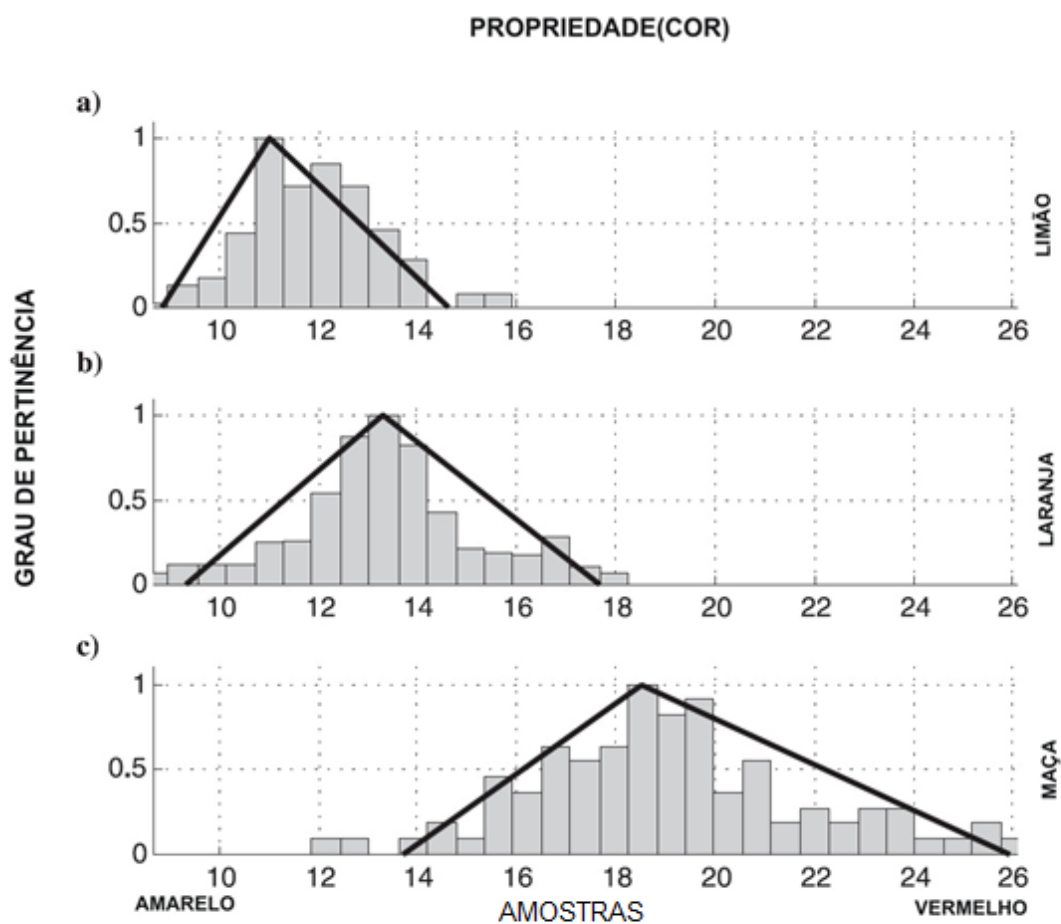 PROPRIEDADE(COR)
GRAU DE PERTINÊNCIA
a)
1
0.5
0
10 12 14 16 18 20 22 24 26
LIMÃO
b)
1
0.5
0
10 12 14 16 18 20 22 24 26
LARANJA
c)
1
0.5
0
10 12 14 16 18 20 22 24 26
MAÇA
AMARELO AMOSTRAS VERMELHO